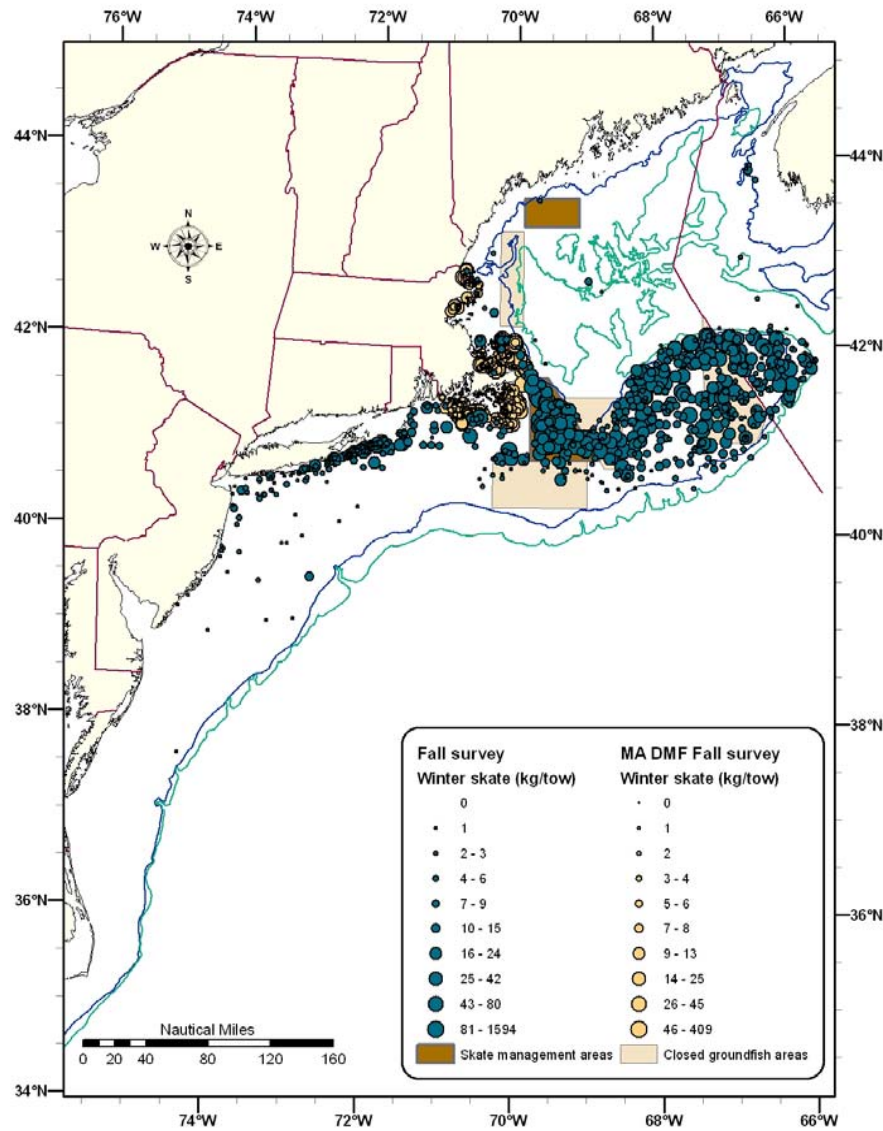 76°W 74°W 72°W 70°W 68°W 66°W
44°N 44°N
N
W E
S
42°N 42°N
40°N 40°N
38°N 38°N
36°N 36°N
34°N 34°N
Fall survey MA DMF Fall survey
Winter skate (kg/tow) Winter skate (kg/tow)
0 0
1 1
2 - 3 2
4 - 6 3 - 4
7 - 9 5 - 6
10 - 15 7 - 8
16 - 24 9 - 13
25 - 42 14 - 25
43 - 80 26 - 45
81 - 1594 46 - 409
Skate management areas Closed groundfish areas
Nautical Miles
0 20 40 80 120 160
74°W 72°W 70°W 68°W 66°W